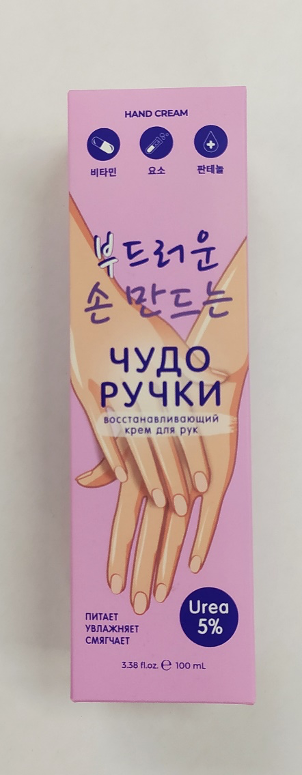 HAND CREAM
비타민 요소 판테놀
부드러운
손 만드는
ЧУДО
РУЧКИ
восстанавливающий
крем для рук
Urea
5%
ПИТАЕТ
УВЛАЖНЯЕТ
СМЯГЧАЕТ
3.38 fl.oz. ℮ 100 mL